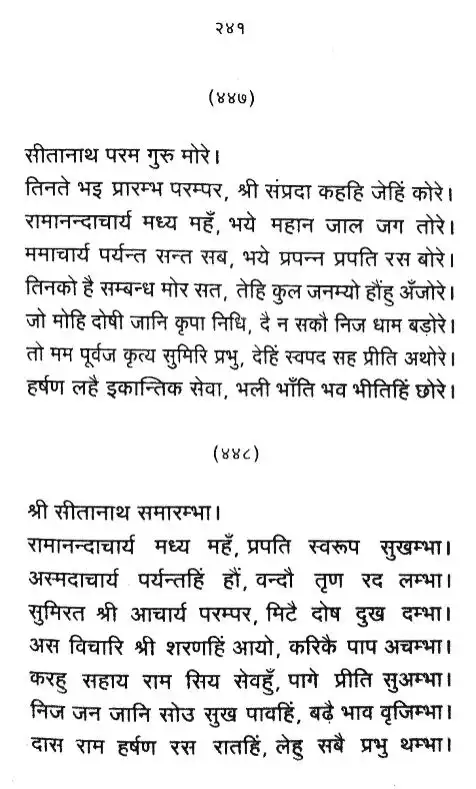 २४१
(४४७)
सीतानाथ परम गुरु मोरे।
तिनते भइ प्रारम्भ परम्पर, श्री संप्रदा कहहि जेहिं कोरे।
रामानन्दाचार्य मध्य महँ, भये महान जाल जग तोरे।
ममाचार्य पर्यन्त सन्त सब, भये प्रपन्न प्रपति रस बोरे।
तिनको है सम्बन्ध मोर सत, तेहि कुल जनम्यो हौंहु अँजोरे।
जो मोहि दोषी जानि कृपा निधि, दै न सकौ निज धाम बड़ोरे।
तो मम पूर्वज कृत्य सुमिरि प्रभु, देहिं स्वपद सह प्रीति अथोरे।
हर्षण लहै इकान्तिक सेवा, भली भाँति भव भीतिहिं छोरे।
(४४८)
श्री सीतानाथ समारम्भा।
रामानन्दाचार्य मध्य महँ, प्रपति स्वरूप सुखम्भा।
अस्मदाचार्य पर्यन्तहिं हौं, वन्दौ तृण रद लम्भा।
सुमिरत श्री आचार्य परम्पर, मिटै दोष दुख दम्भा।
अस विचारि श्री शरणहिं आयो, करिकै पाप अचम्भा।
करहु सहाय राम सिय सेवहुँ, पागे प्रीति सुअम्भा।
निज जन जानि सोउ सुख पावहिं, बढ़ै भाव वृजिम्भा।
दास राम हर्षण रस रातहिं, लेहु सबै प्रभु थम्भा।